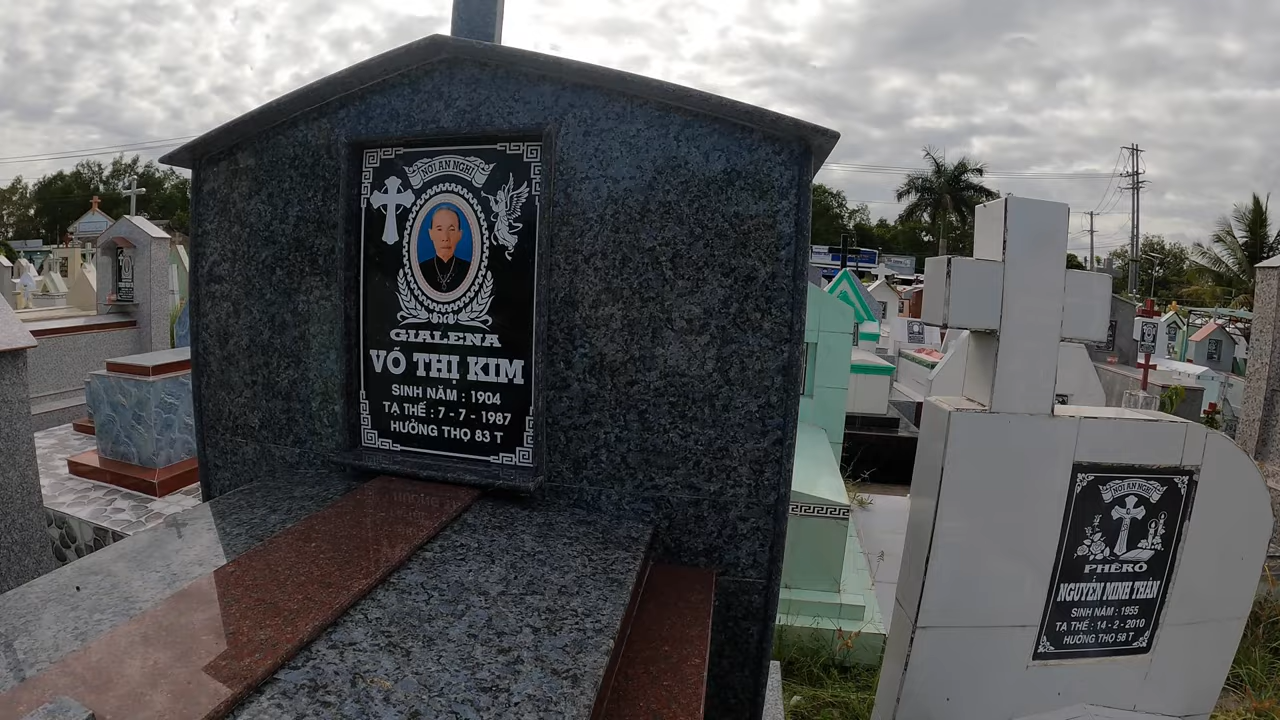 NƠI AN NGHỈ
GIALENA
VÕ THỊ KIM
SINH NĂM : 1904
TẠ THẾ : 7 - 7 - 1987
HƯỞNG THỌ 83 T
NƠI AN NGHỈ
PHÊRÔ
NGUYỄN MINH THÂN
SINH NĂM : 1955
TẠ THẾ : 14 - 2 - 2010
HƯỞNG THỌ 58 T